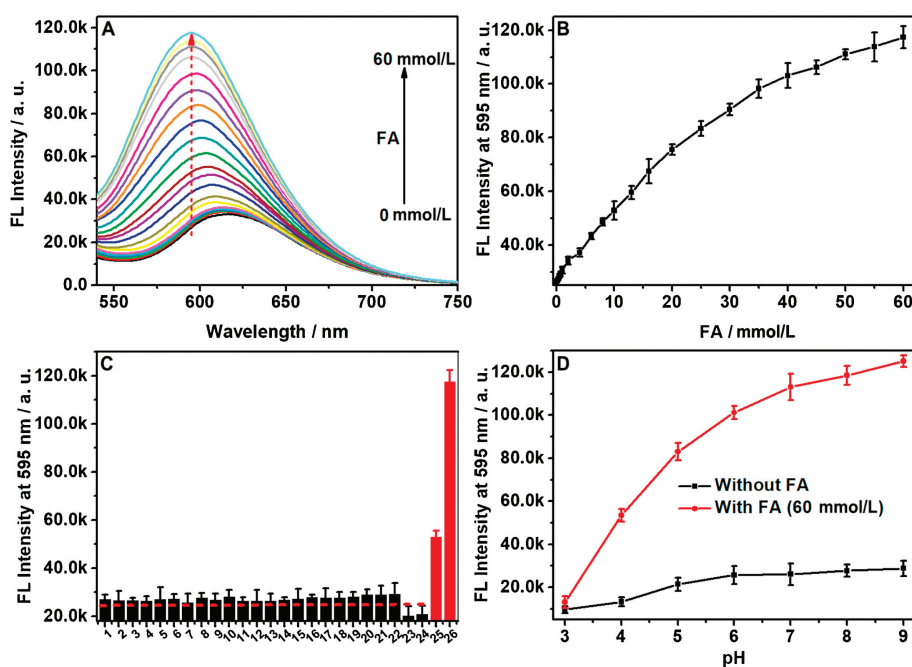 A
FL Intensity / a. u.
120.0k
100.0k
80.0k
60.0k
40.0k
20.0k
0.0
60 mmol/L
FA
0 mmol/L
550 600 650 700 750
Wavelength / nm
B
FL Intensity at 595 nm / a. u.
120.0k
100.0k
80.0k
60.0k
40.0k
0 10 20 30 40 50 60
FA / mmol/L
C
FL Intensity at 595 nm / a. u.
120.0k
100.0k
80.0k
60.0k
40.0k
20.0k
1 2 3 4 5 6 7 8 9 10 11 12 13 14 15 16 17 18 19 20 21 22 23 24 25 26
D
FL Intensity at 595 nm / a. u.
120.0k
100.0k
80.0k
60.0k
40.0k
20.0k
Without FA
With FA (60 mmol/L)
3 4 5 6 7 8 9
pH